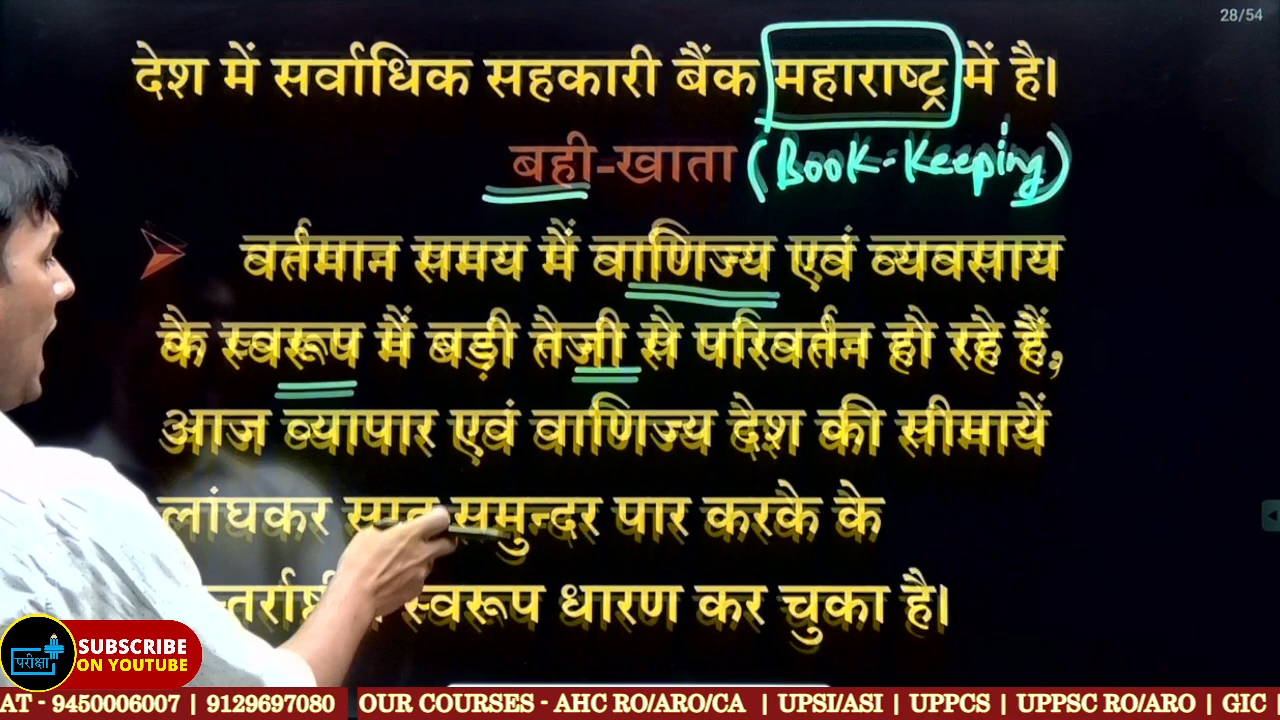 28/54
देश में सर्वाधिक सहकारी बैंक महाराष्ट्र में है।
बही-खाता (Book-Keeping)
वर्तमान समय में वाणिज्य एवं व्यवसाय
के स्वरूप में बड़ी तेजी से परिवर्तन हो रहे हैं,
आज व्यापार एवं वाणिज्य देश की सीमायें
लांघकर समुन्दर पार करके के
स्वरूप धारण कर चुका है।
परीक्षा
SUBSCRIBE
ON YOUTUBE
AT - 9450006007 | 9129697080 OUR COURSES - AHC RO/ARO/CA | UPSI/ASI | UPPCS | UPPSC RO/ARO | GIC |